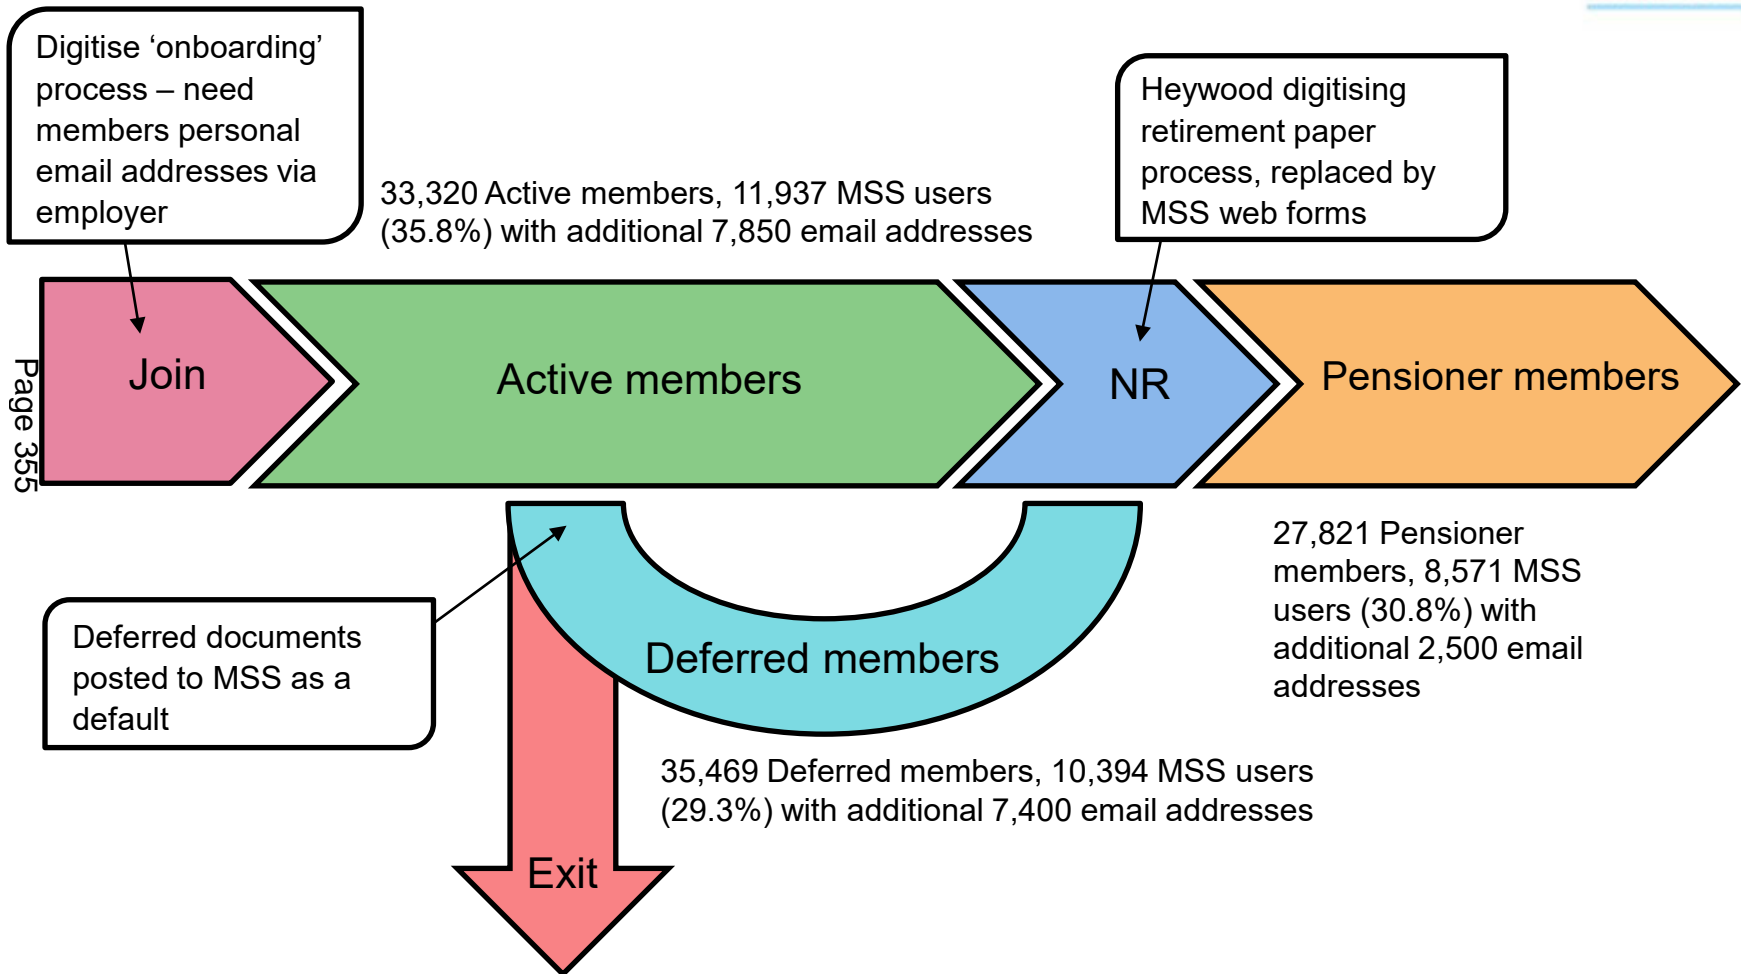 Digitise ‘onboarding’
process – need
members personal
email addresses via
employer
Heywood digitising
retirement paper
process, replaced by
MSS web forms
33,320 Active members, 11,937 MSS users
(35.8%) with additional 7,850 email addresses
Page 355
Join
Active members
NR
Pensioner members
Deferred documents
posted to MSS as a
default
Deferred members
27,821 Pensioner
members, 8,571 MSS
users (30.8%) with
additional 2,500 email
addresses
35,469 Deferred members, 10,394 MSS users
(29.3%) with additional 7,400 email addresses
Exit